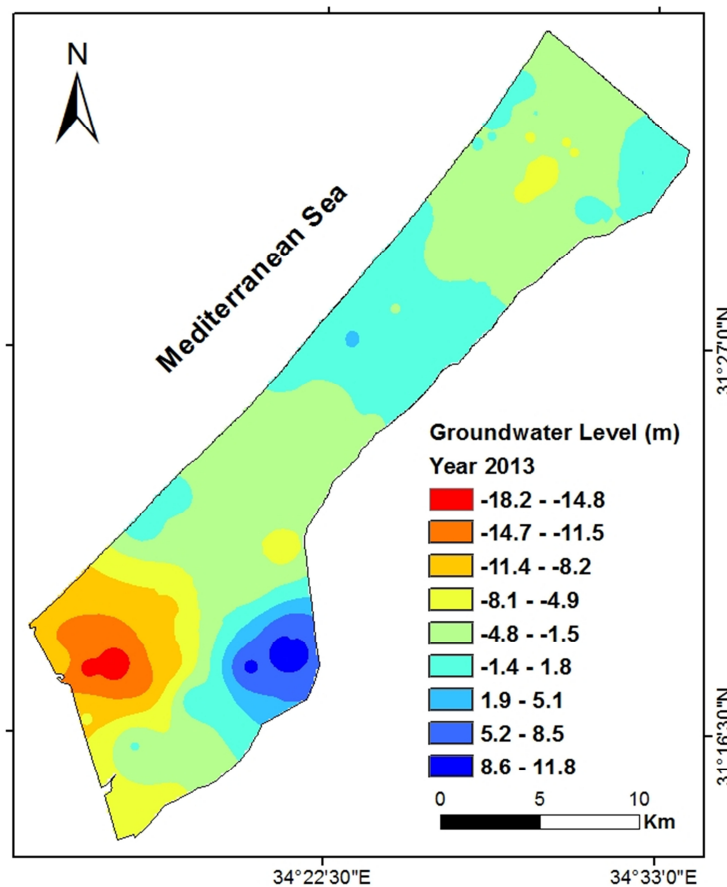 N
Mediterranean Sea
31°27'0"N
Groundwater Level (m)
Year 2013
-18.2 - -14.8
-14.7 - -11.5
-11.4 - -8.2
-8.1 - -4.9
-4.8 - -1.5
-1.4 - 1.8
1.9 - 5.1
5.2 - 8.5
8.6 - 11.8
31°16'30"N
0 5 10
Km
34°22'30"E 34°33'0"E